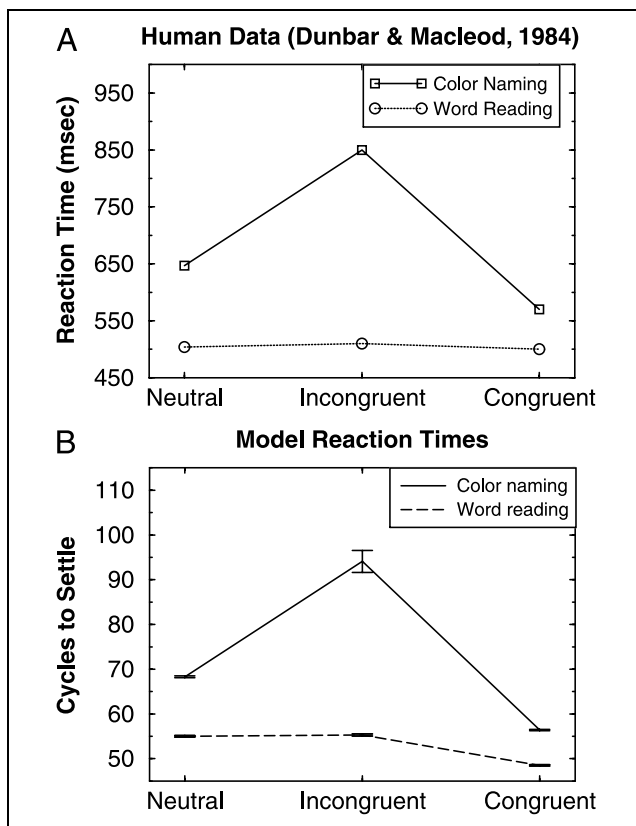 A Human Data (Dunbar & Macleod, 1984)
Color Naming
Word Reading
Reaction Time (msec)
950
850
750
650
550
450
Neutral Incongruent Congruent
B Model Reaction Times
Color naming
Word reading
Cycles to Settle
110
100
90
80
70
60
50
Neutral Incongruent Congruent